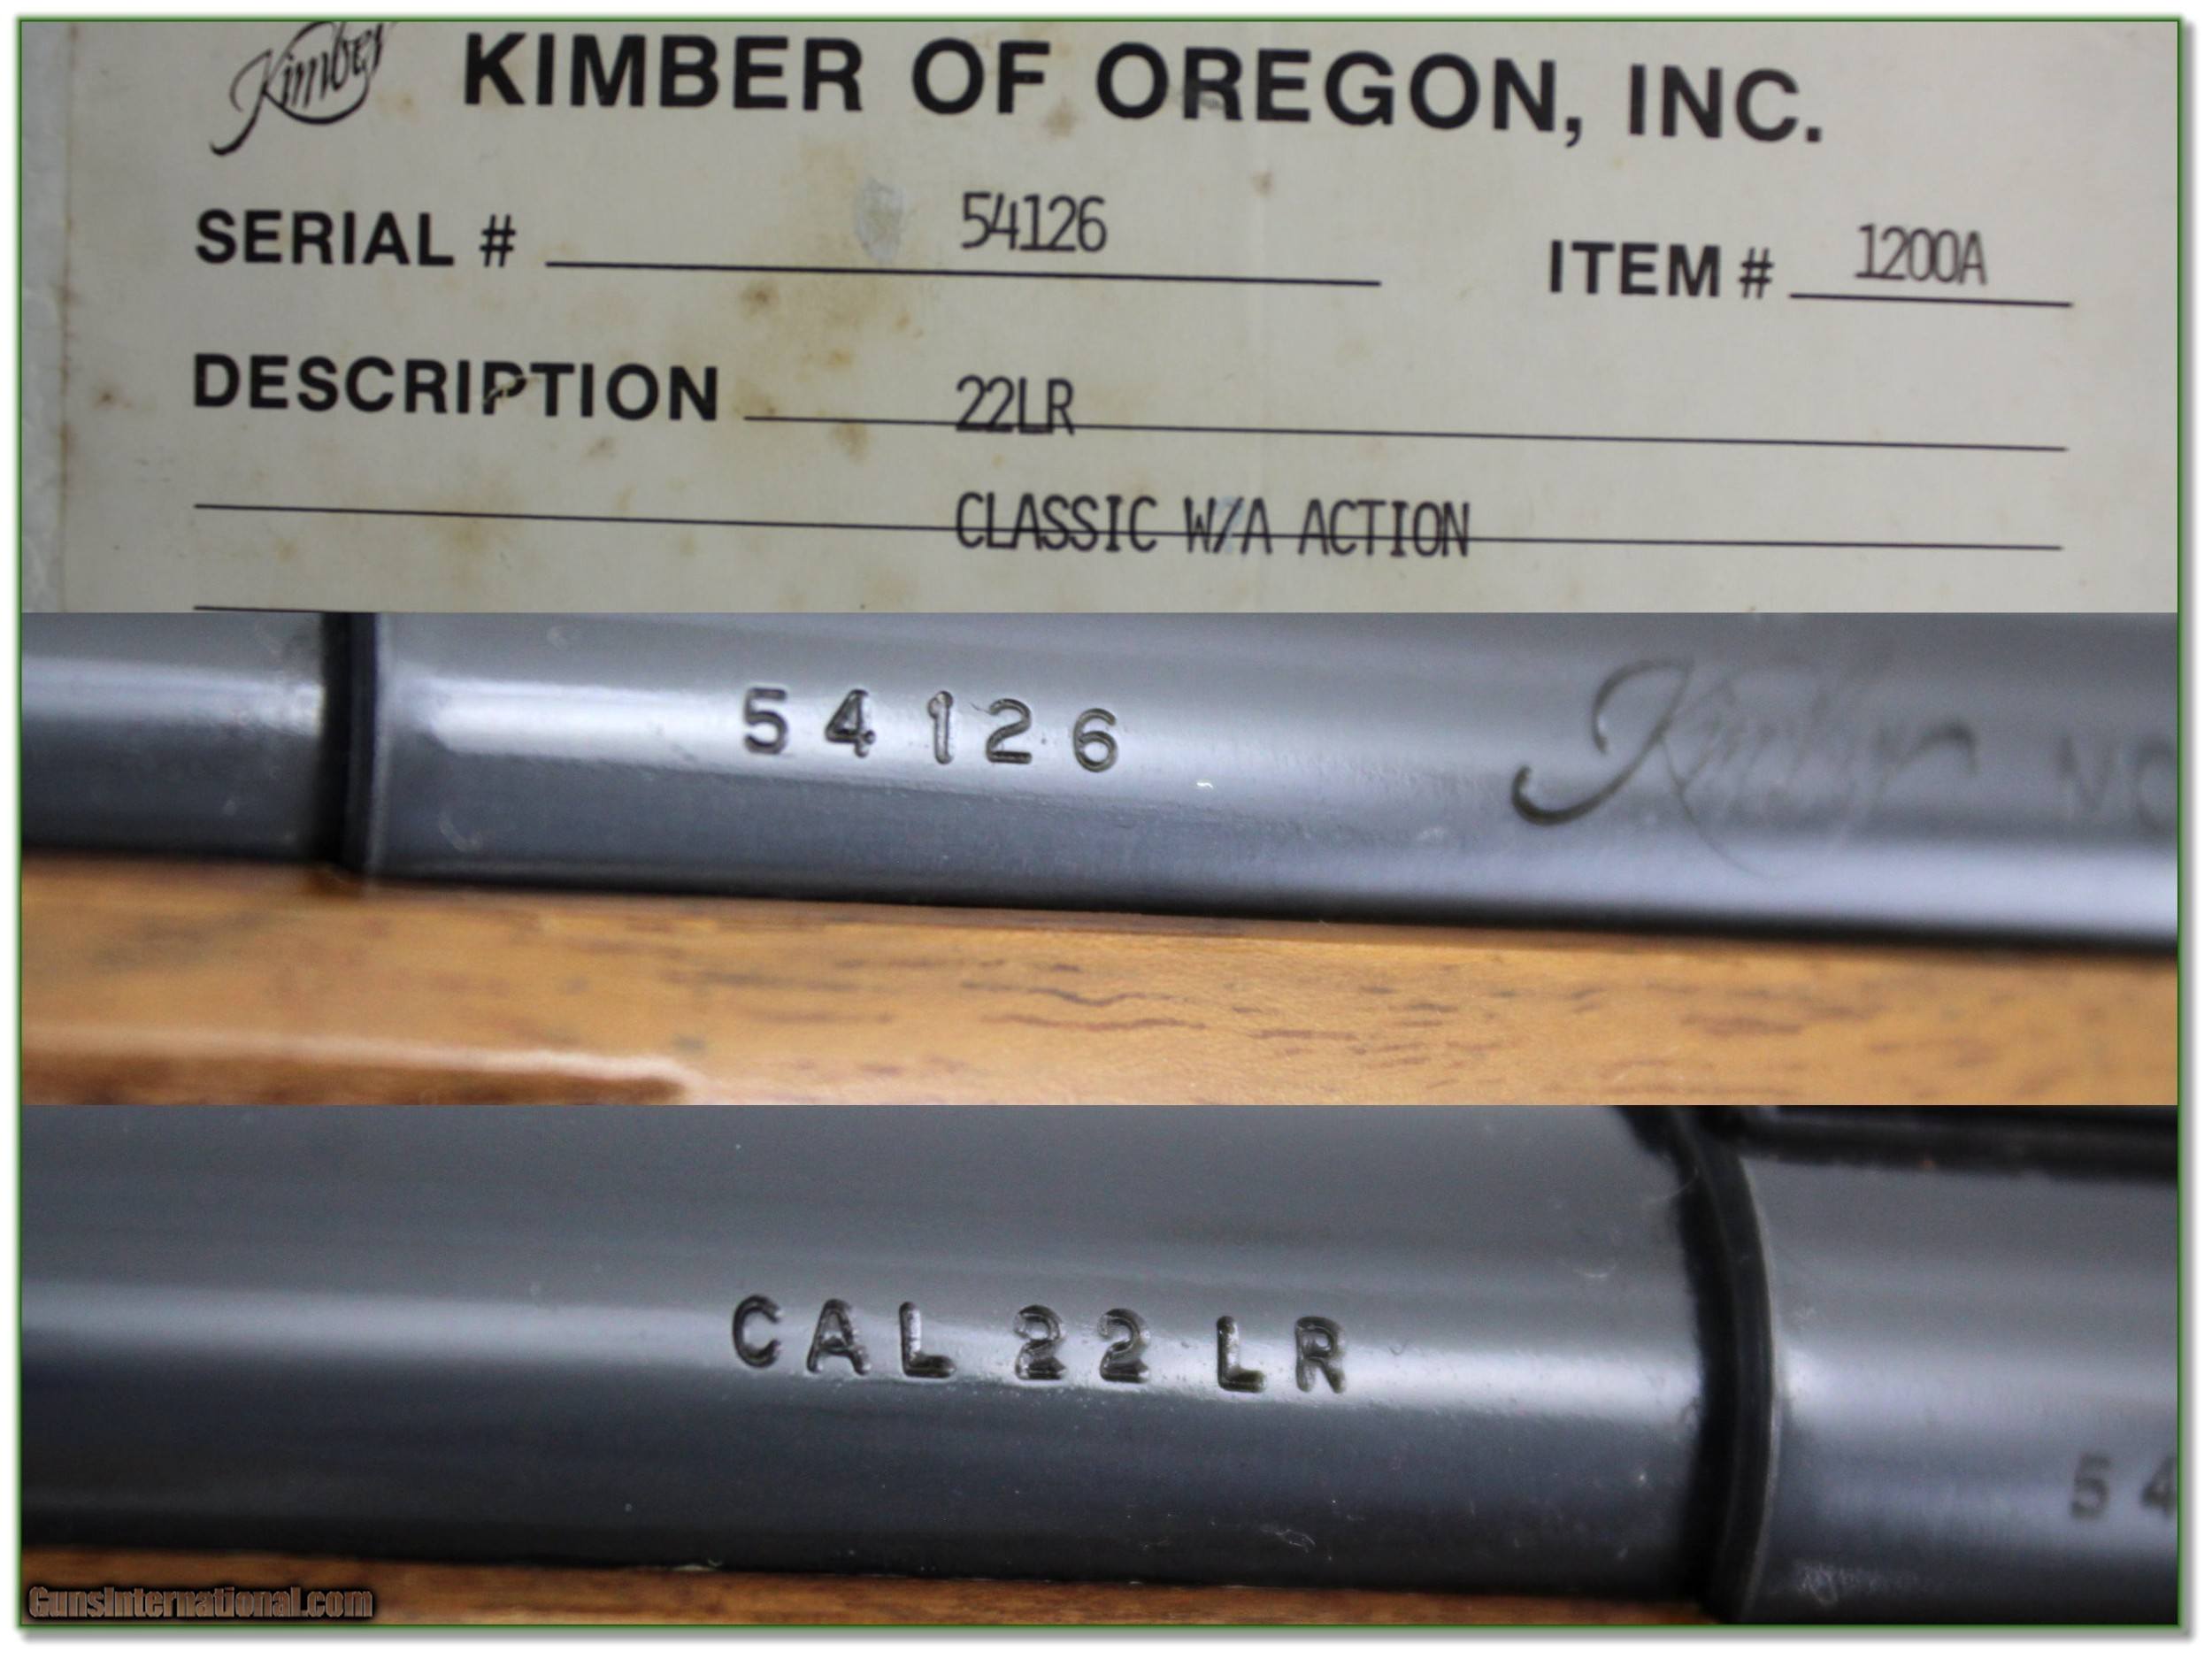 Kimber KIMBER OF OREGON, INC.
SERIAL # 54126 ITEM # 1200A
DESCRIPTION 22LR
CLASSIC W/A ACTION
54126 Kimber
CAL 22 LR
54
GunsInternational.com